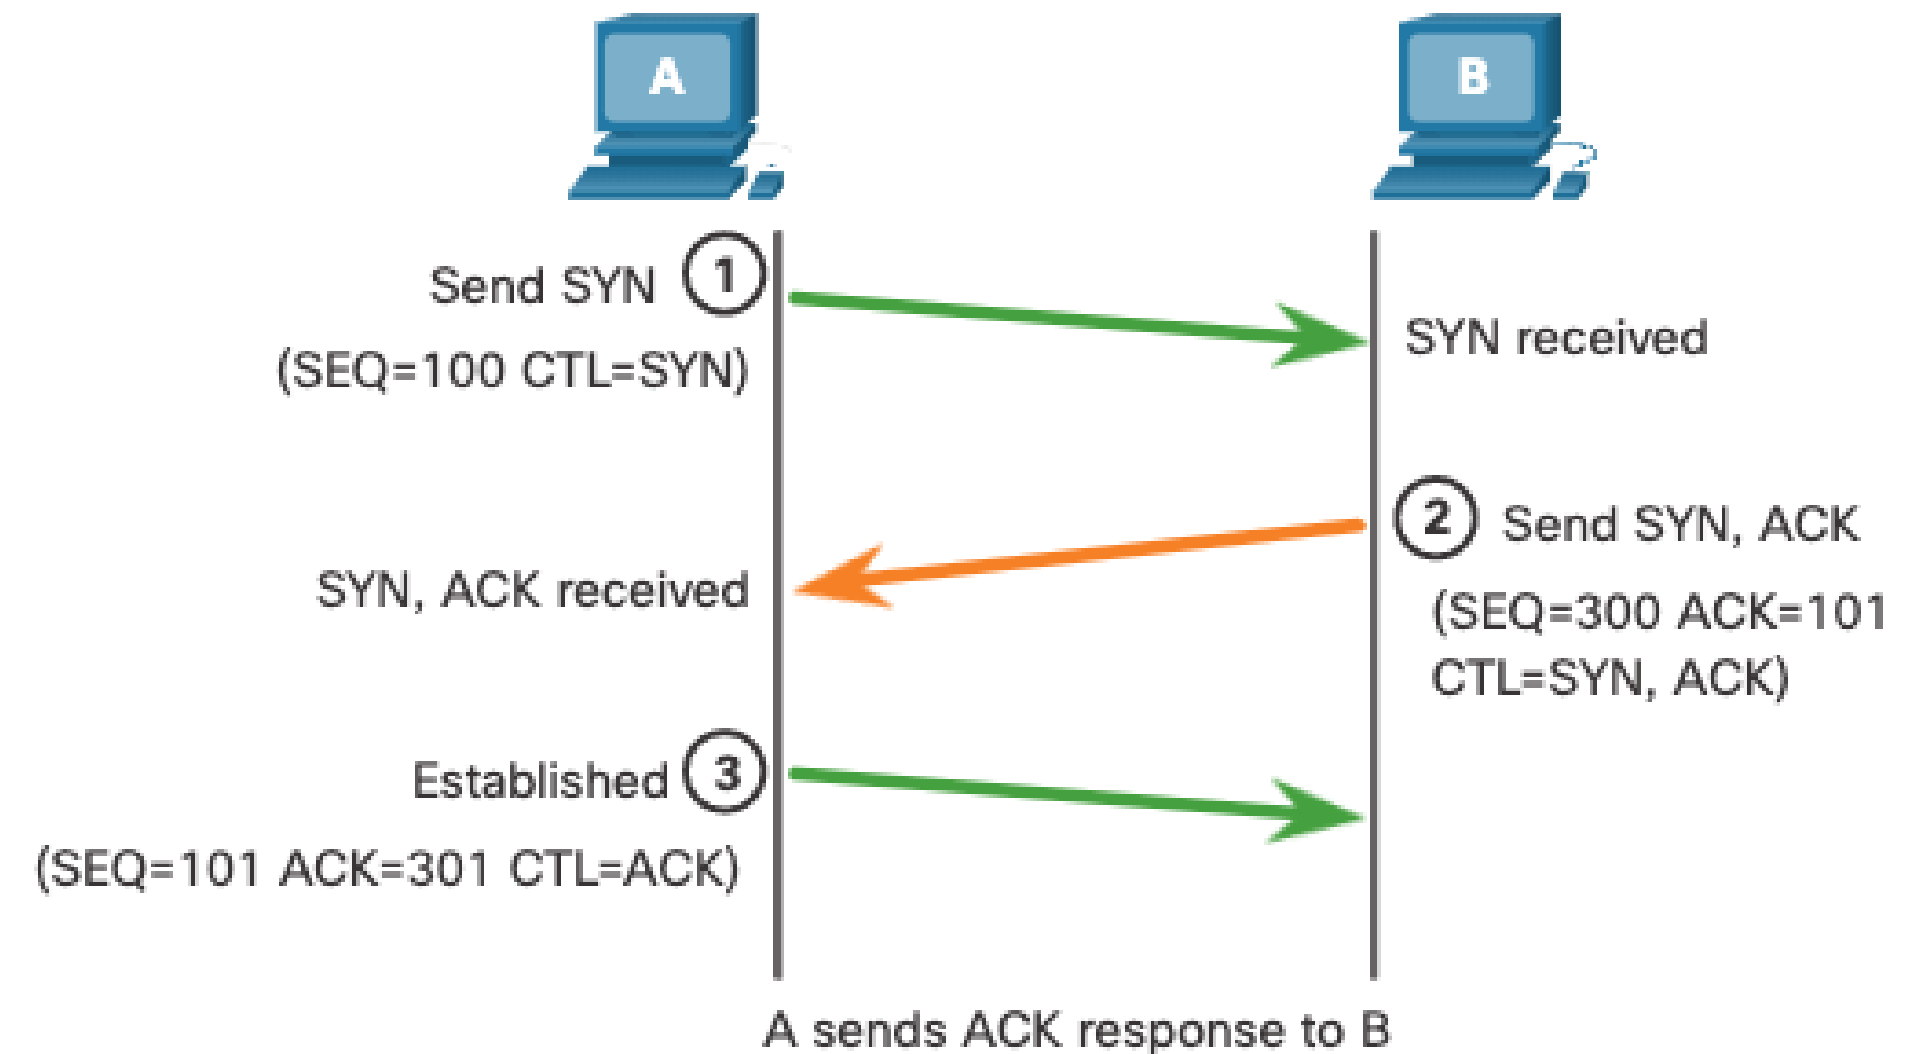 A
B
Send SYN 1
(SEQ=100 CTL=SYN)
SYN received
2 Send SYN, ACK
(SEQ=300 ACK=101
CTL=SYN, ACK)
SYN, ACK received
Established 3
(SEQ=101 ACK=301 CTL=ACK)
A sends ACK response to B